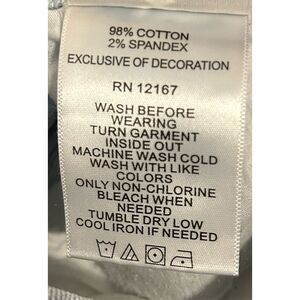 98% COTTON
2% SPANDEX
EXCLUSIVE OF DECORATION
RN 12167
WASH BEFORE
WEARING
TURN GARMENT
INSIDE OUT
MACHINE WASH COLD
WASH WITH LIKE
COLORS
ONLY NON-CHLORINE
BLEACH WHEN
NEEDED
TUMBLE DRY LOW
COOL IRON IF NEEDED